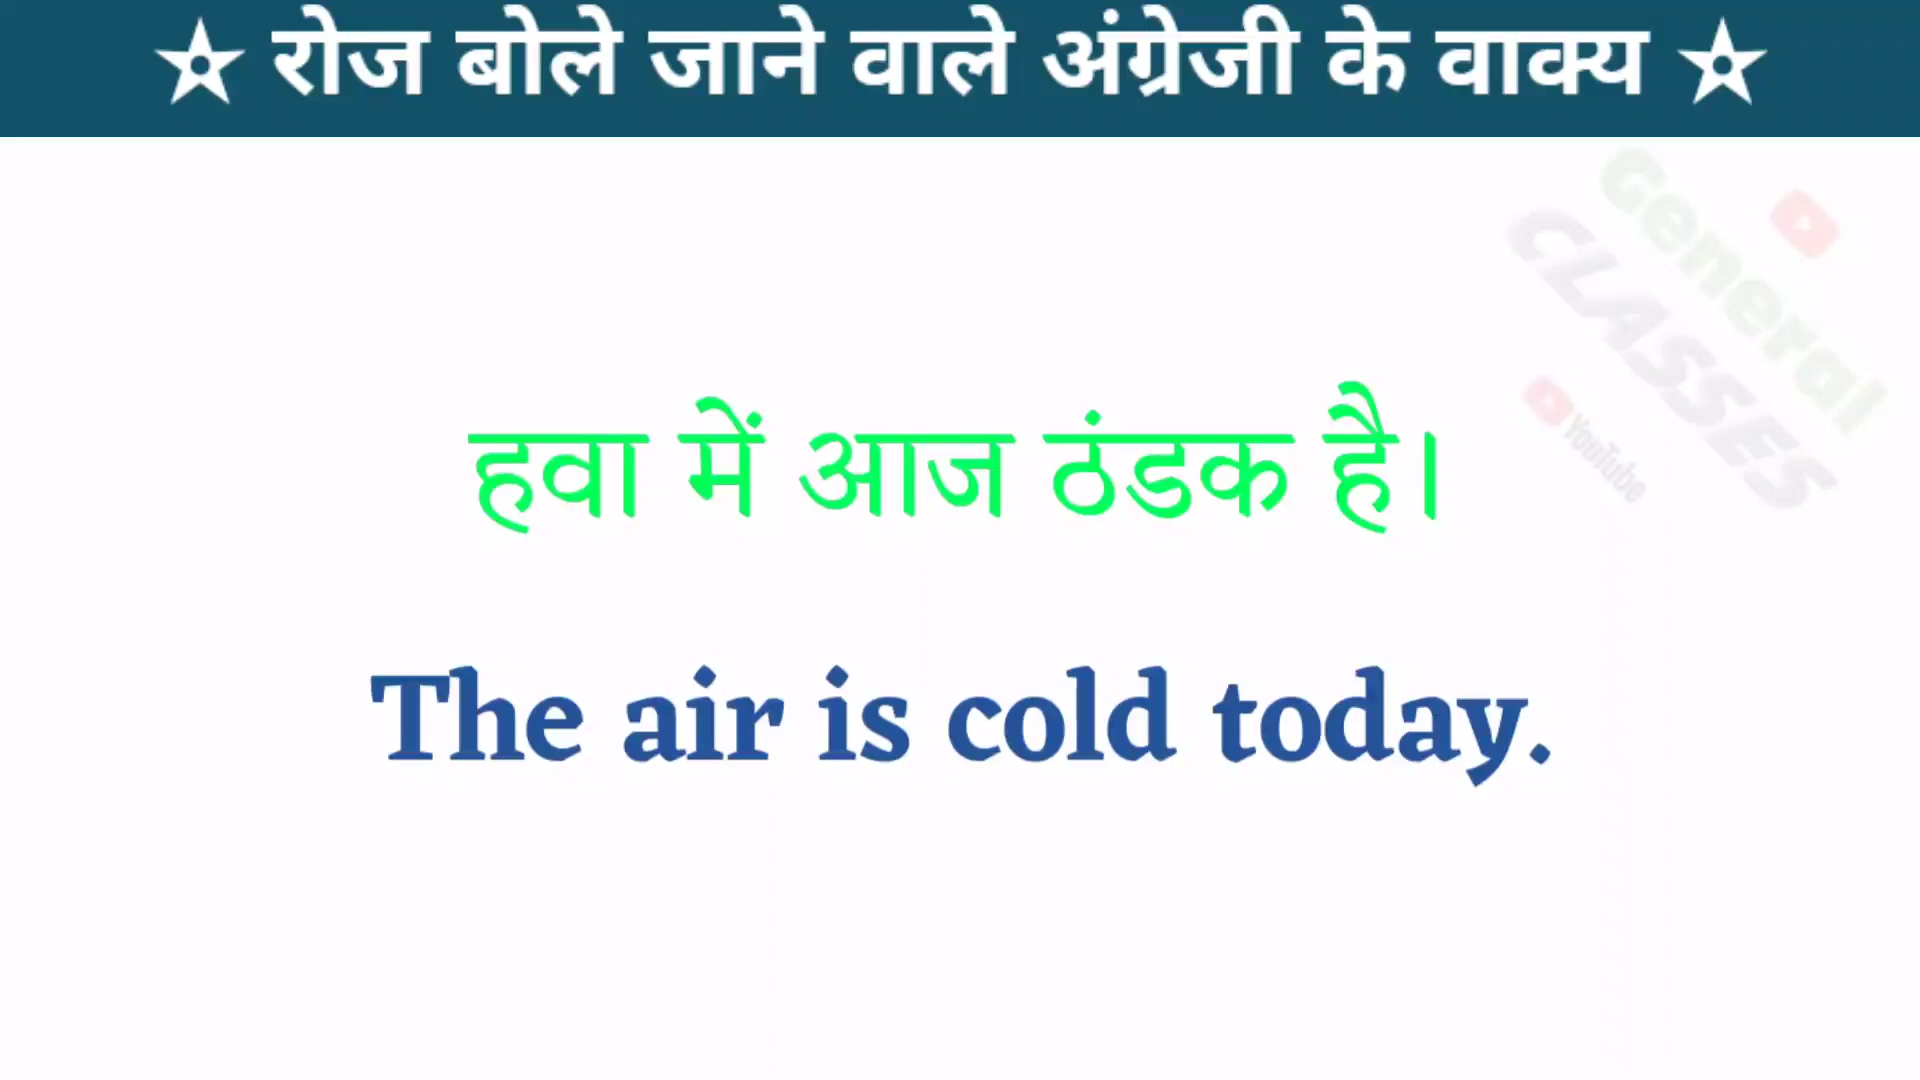 ☆ रोज बोले जाने वाले अंग्रेजी के वाक्य ☆
General
CLASSES
YouTube
हवा में आज ठंडक है।
The air is cold today.